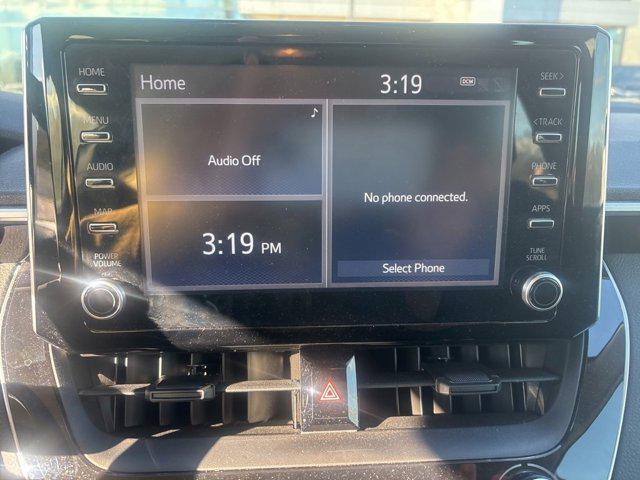 HOME
MENU
AUDIO
MAP
POWER
VOLUME
Home
3:19
DCM
Audio Off
3:19 PM
No phone connected.
Select Phone
SEEK >
< TRACK
PHONE
APPS
TUNE
SCROLL